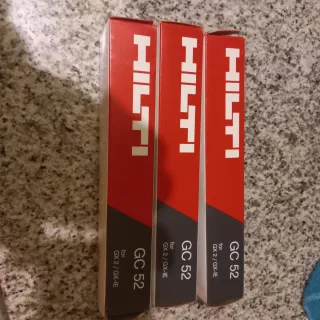 HILTI
GC 52
for
GX 2 / GX-IE
HILTI
GC 52
for
GX 2 / GX-IE
HILTI
GC 52
for
GX 2 / GX-IE